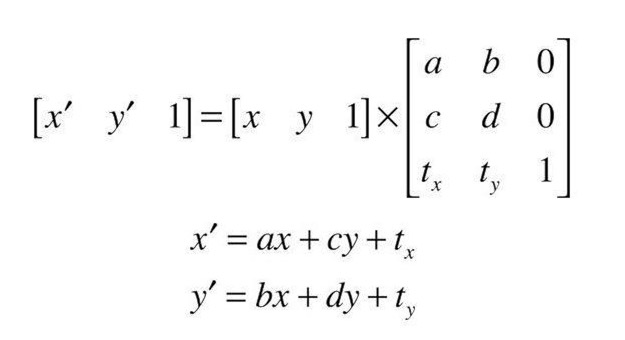 [x′ y′ 1] = [x y 1] × [a b 0
c d 0
t_x t_y 1]
x′ = ax + cy + t_x
y′ = bx + dy + t_y